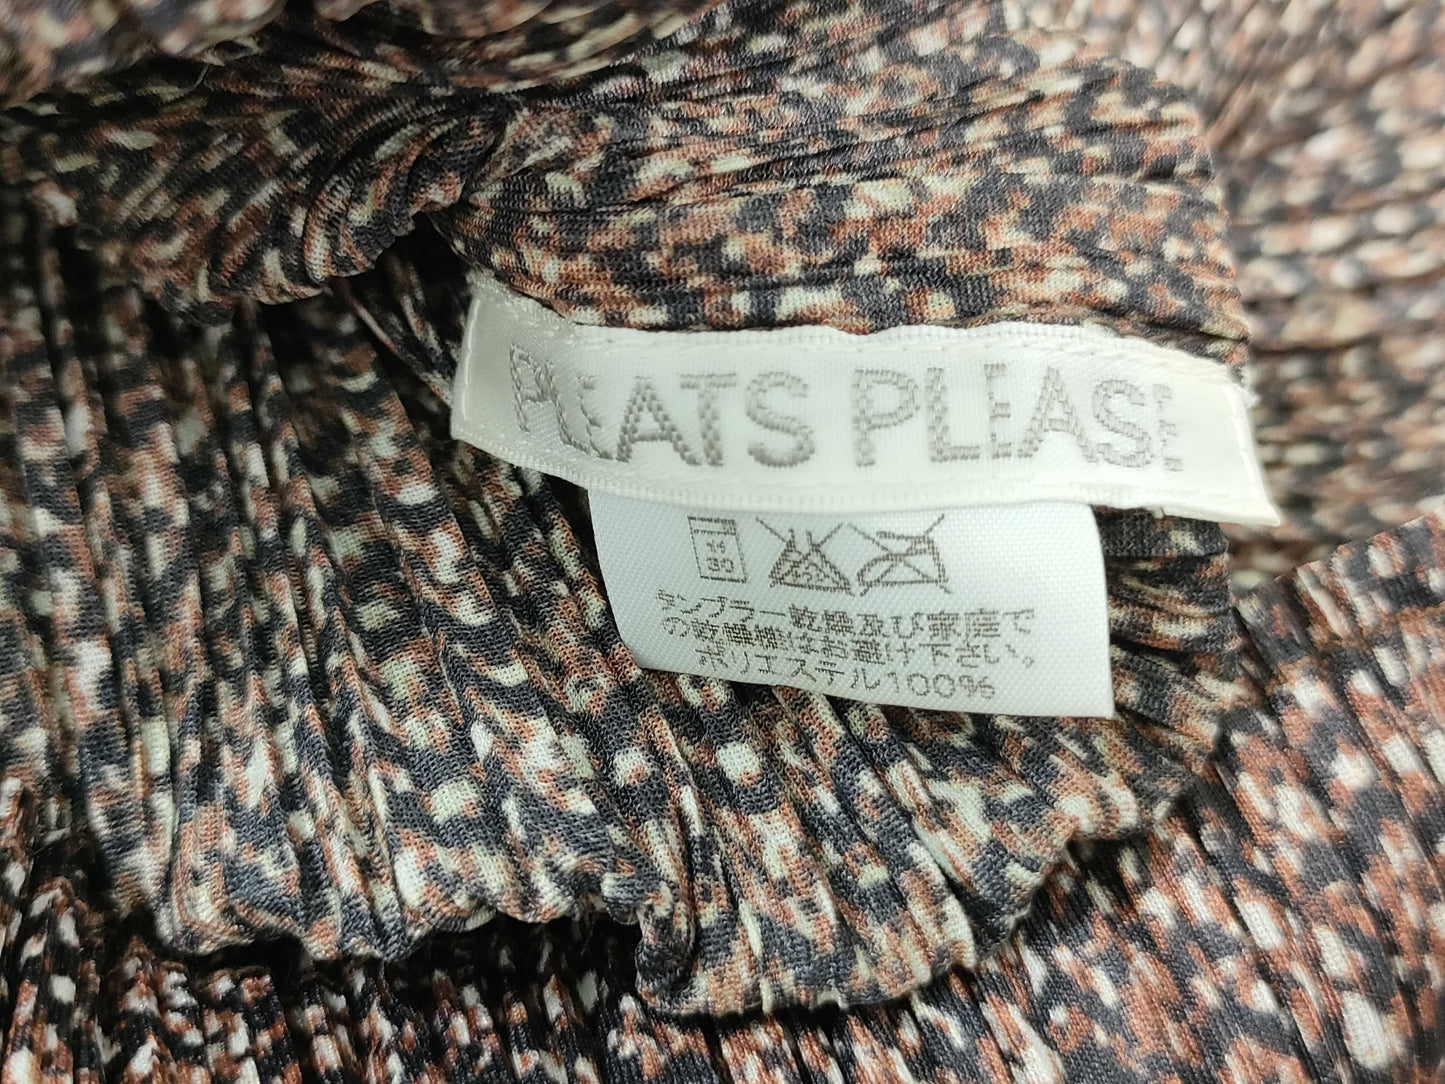 PLEATS PLEASE
30
タンブラー乾燥及び家庭で
の乾燥機はお避け下さい。
ポリエステル100%